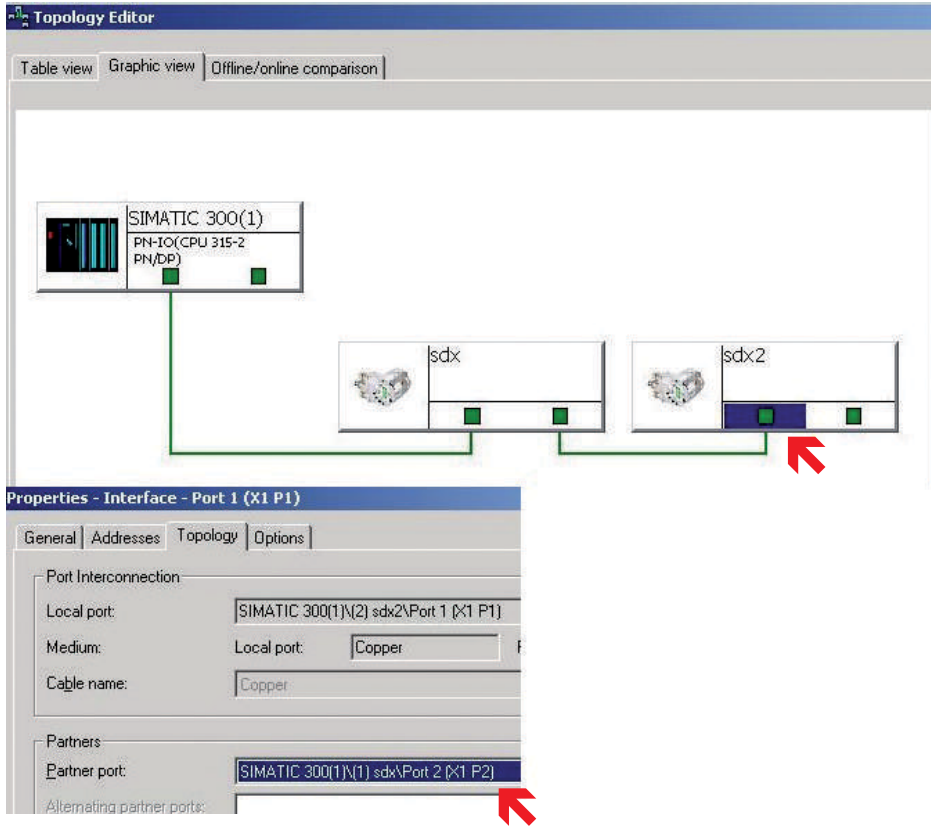 Topology Editor
Table view Graphic view Offline/online comparison
SIMATIC 300(1)
PN-IO(CPU 315-2
PN/DP)
sdx
sdx2
Properties - Interface - Port 1 (X1 P1)
General Addresses Topology Options
Port Interconnection
Local port: SIMATIC 300(1)\(2) sdx2\Port 1 (X1 P1)
Medium: Local port: Copper
Cable name: Copper
Partners
Partner port: SIMATIC 300(1)\(1) sdx\Port 2 (X1 P2)
Alternating partner ports: